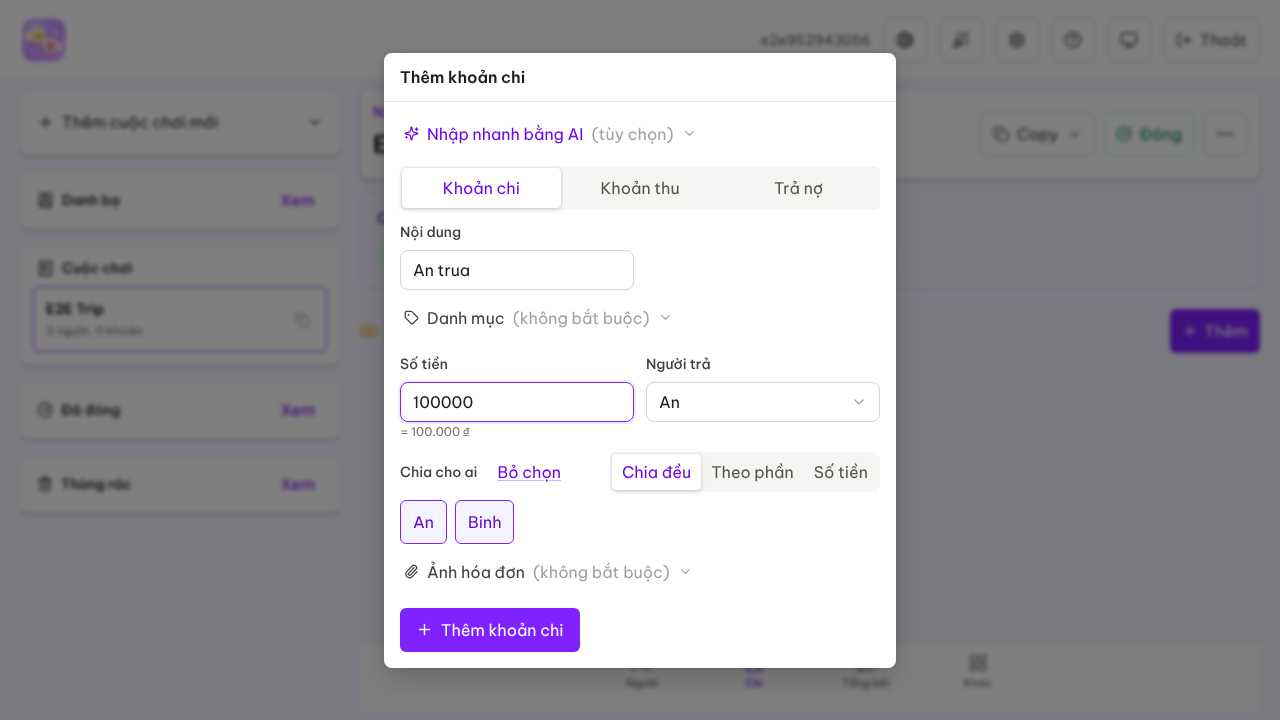 e2e952943056
Thoát
Thêm khoản chi
Nhập nhanh bằng AI (tùy chọn)
Khoản chi
Khoản thu
Trả nợ
Nội dung
An trua
Danh mục (không bắt buộc)
Số tiền
Người trả
100000
An
= 100.000 ₫
Chia cho ai
Bỏ chọn
Chia đều
Theo phần
Số tiền
An
Binh
Ảnh hóa đơn (không bắt buộc)
+ Thêm khoản chi
+ Thêm cuộc chơi mới
Danh bạ
Xem
Cuộc chơi
E2E Trip
2 người, 0 khoản
Đã đóng
Xem
Thùng rác
Xem
Copy
Đóng
+ Thêm
Người
Chi
Tổng kết
Khác